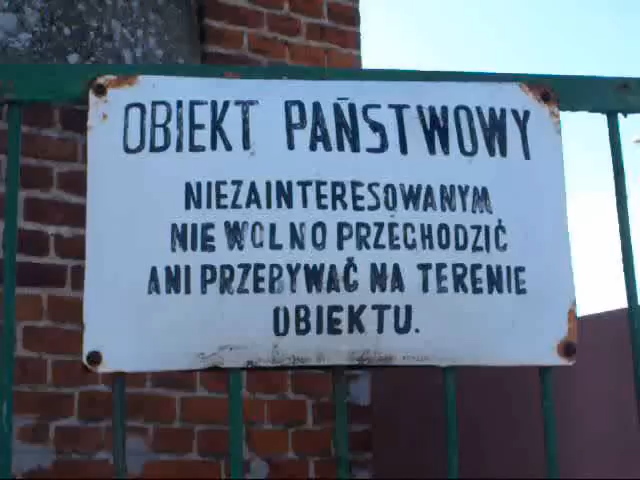 OBIEKT PAŃSTWOWY
NIEZAINTERESOWANYM
NIE WOLNO PRZECHODZIĆ
ANI PRZEBYWAĆ NA TERENIE
OBIEKTU.